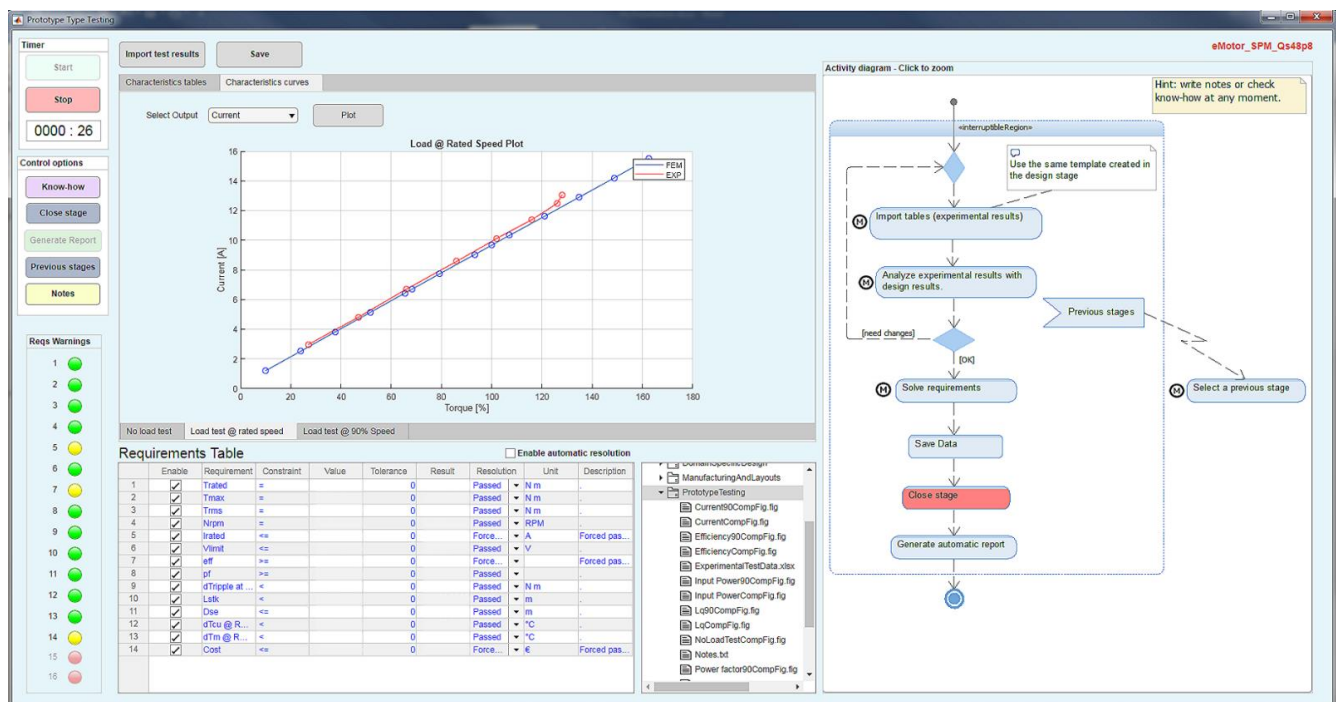 Prototype Type Testing
eMotor_SPM_Qs48p8
Timer
Start
Stop
0000 : 26
Control options
Know-how
Close stage
Generate Report
Previous stages
Notes
Reqs Warnings
1
2
3
4
5
6
7
8
9
10
11
12
13
14
15
16
Import test results
Save
Characteristics tables
Characteristics curves
Select Output
Current
Plot
Load @ Rated Speed Plot
FEM
EXP
Current [A]
16
14
12
10
8
6
4
2
0
0 20 40 60 80 100 120 140 160 180
Torque [%]
No load test
Load test @ rated speed
Load test @ 90% Speed
Requirements Table
Enable automatic resolution
Enable Requirement Constraint Value Tolerance Result Resolution Unit Description
1 Trated = 0 Passed N m .
2 Tmax = 0 Passed N m .
3 Trms = 0 Passed N m .
4 Nrpm = 0 Passed RPM .
5 Irated <= 0 Force... A Forced pas...
6 Vlimit <= 0 Passed V .
7 eff >= 0 Force... Forced pas...
8 pf >= 0 Passed .
9 dTripple at ... < 0 Passed N m .
10 Lstk < 0 Passed m .
11 Dse <= 0 Passed m .
12 dTcu @ R... < 0 Passed °C .
13 dTm @ R... < 0 Passed °C .
14 Cost <= 0 Force... € Forced pas...
DomainSpecificDesign
ManufacturingAndLayouts
PrototypeTesting
Current90CompFig.fig
CurrentCompFig.fig
Efficiency90CompFig.fig
EfficiencyCompFig.fig
ExperimentalTestData.xlsx
Input Power90CompFig.fig
Input PowerCompFig.fig
Lq90CompFig.fig
LqCompFig.fig
NoLoadTestCompFig.fig
Notes.txt
Power factor90CompFig.fig
Activity diagram - Click to zoom
Hint: write notes or check
know-how at any moment.
«interruptibleRegion»
Use the same template created in
the design stage
M
Import tables (experimental results)
M
Analyze experimental results with
design results.
Previous stages
[need changes]
[OK]
M
Solve requirements
M
Select a previous stage
Save Data
Close stage
Generate automatic report